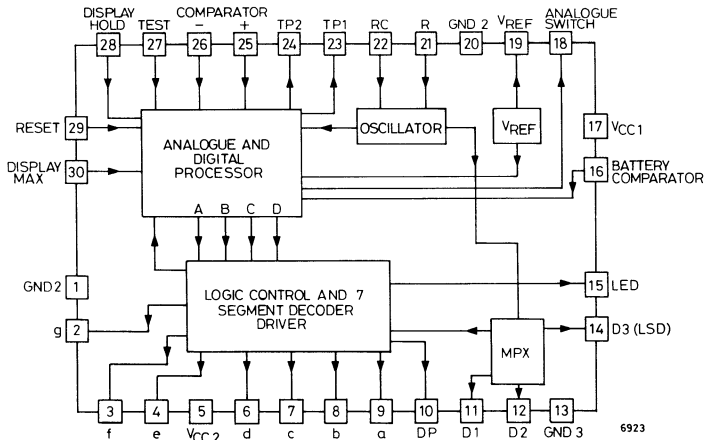 DISPLAY HOLD
TEST
COMPARATOR
- +
TP2
TP1
RC
R
GND 2
VREF
ANALOGUE SWITCH
28 27 26 25 24 23 22 21 20 19 18
RESET 29
ANALOGUE AND DIGITAL PROCESSOR
OSCILLATOR
VREF
17 VCC1
DISPLAY MAX 30
16 BATTERY COMPARATOR
A B C D
GND2 1
LOGIC CONTROL AND 7 SEGMENT DECODER DRIVER
15 LED
g 2
MPX
14 D3 (LSD)
3 4 5 6 7 8 9 10 11 12 13
f e VCC2 d c b a DP D1 D2 GND 3
6923